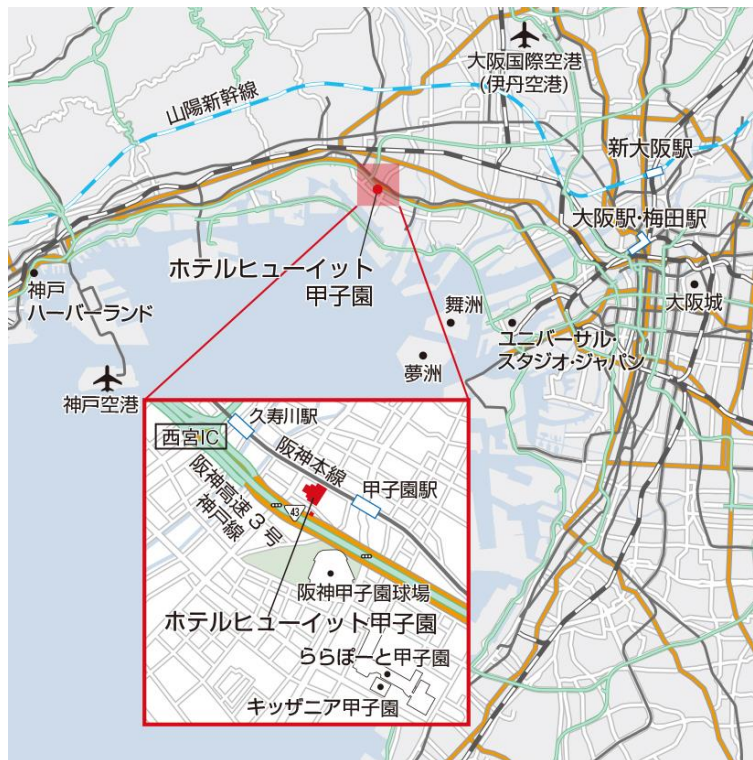 大阪国際空港
(伊丹空港)
山陽新幹線
新大阪駅
大阪駅・梅田駅
ホテルヒューイット
甲子園
神戸
ハーバーランド
舞洲
大阪城
ユニバーサル・
スタジオ・ジャパン
夢洲
神戸空港
久寿川駅
西宮IC
阪神本線
甲子園駅
阪神高速3号
神戸線
43
阪神甲子園球場
ホテルヒューイット甲子園
ららぽーと甲子園
キッザニア甲子園